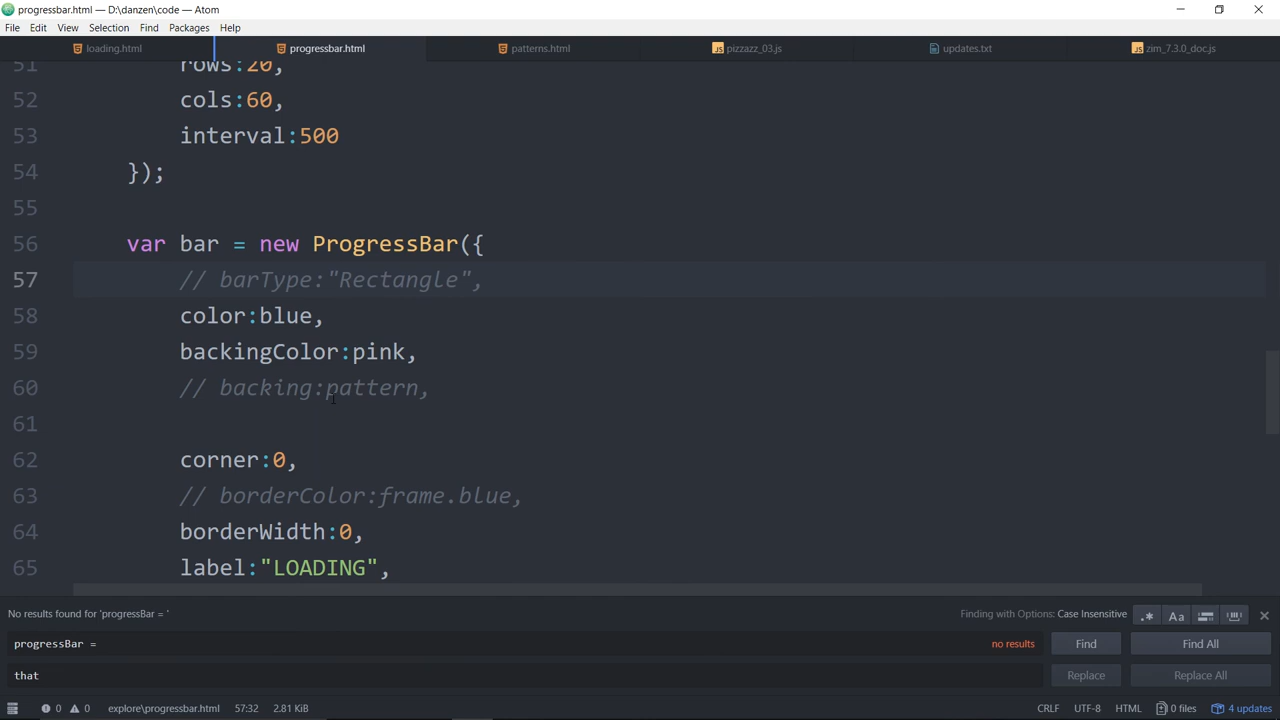 progressbar.html — D:\danzen\code — Atom
File Edit View Selection Find Packages Help
loading.html progressbar.html patterns.html pizzazz_03.js updates.txt zim_7.3.0_doc.js
51 rows:20,
52 cols:60,
53 interval:500
54 });
55
56 var bar = new ProgressBar({
57 // barType:"Rectangle",
58 color:blue,
59 backingColor:pink,
60 // backing:pattern,
61
62 corner:0,
63 // borderColor:frame.blue,
64 borderWidth:0,
65 label:"LOADING",
No results found for 'progressBar = ' Finding with Options: Case Insensitive .* Aa
progressBar = no results Find Find All
that Replace Replace All
0 0 explore\progressbar.html 57:32 2.81 KiB CRLF UTF-8 HTML 0 files 4 updates